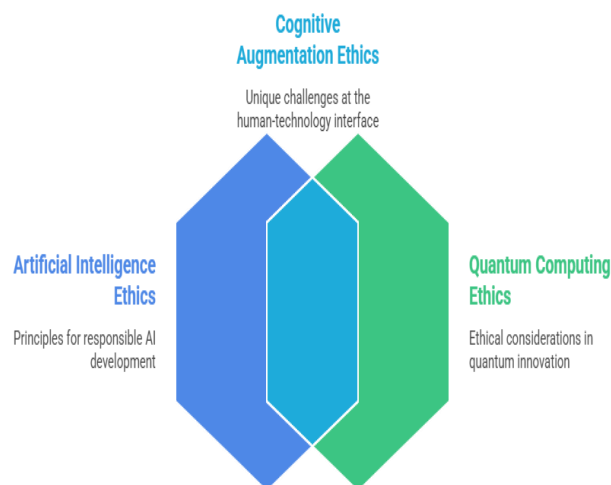 Cognitive
Augmentation Ethics
Unique challenges at the
human-technology interface
Artificial Intelligence
Ethics
Principles for responsible AI
development
Quantum Computing
Ethics
Ethical considerations in
quantum innovation